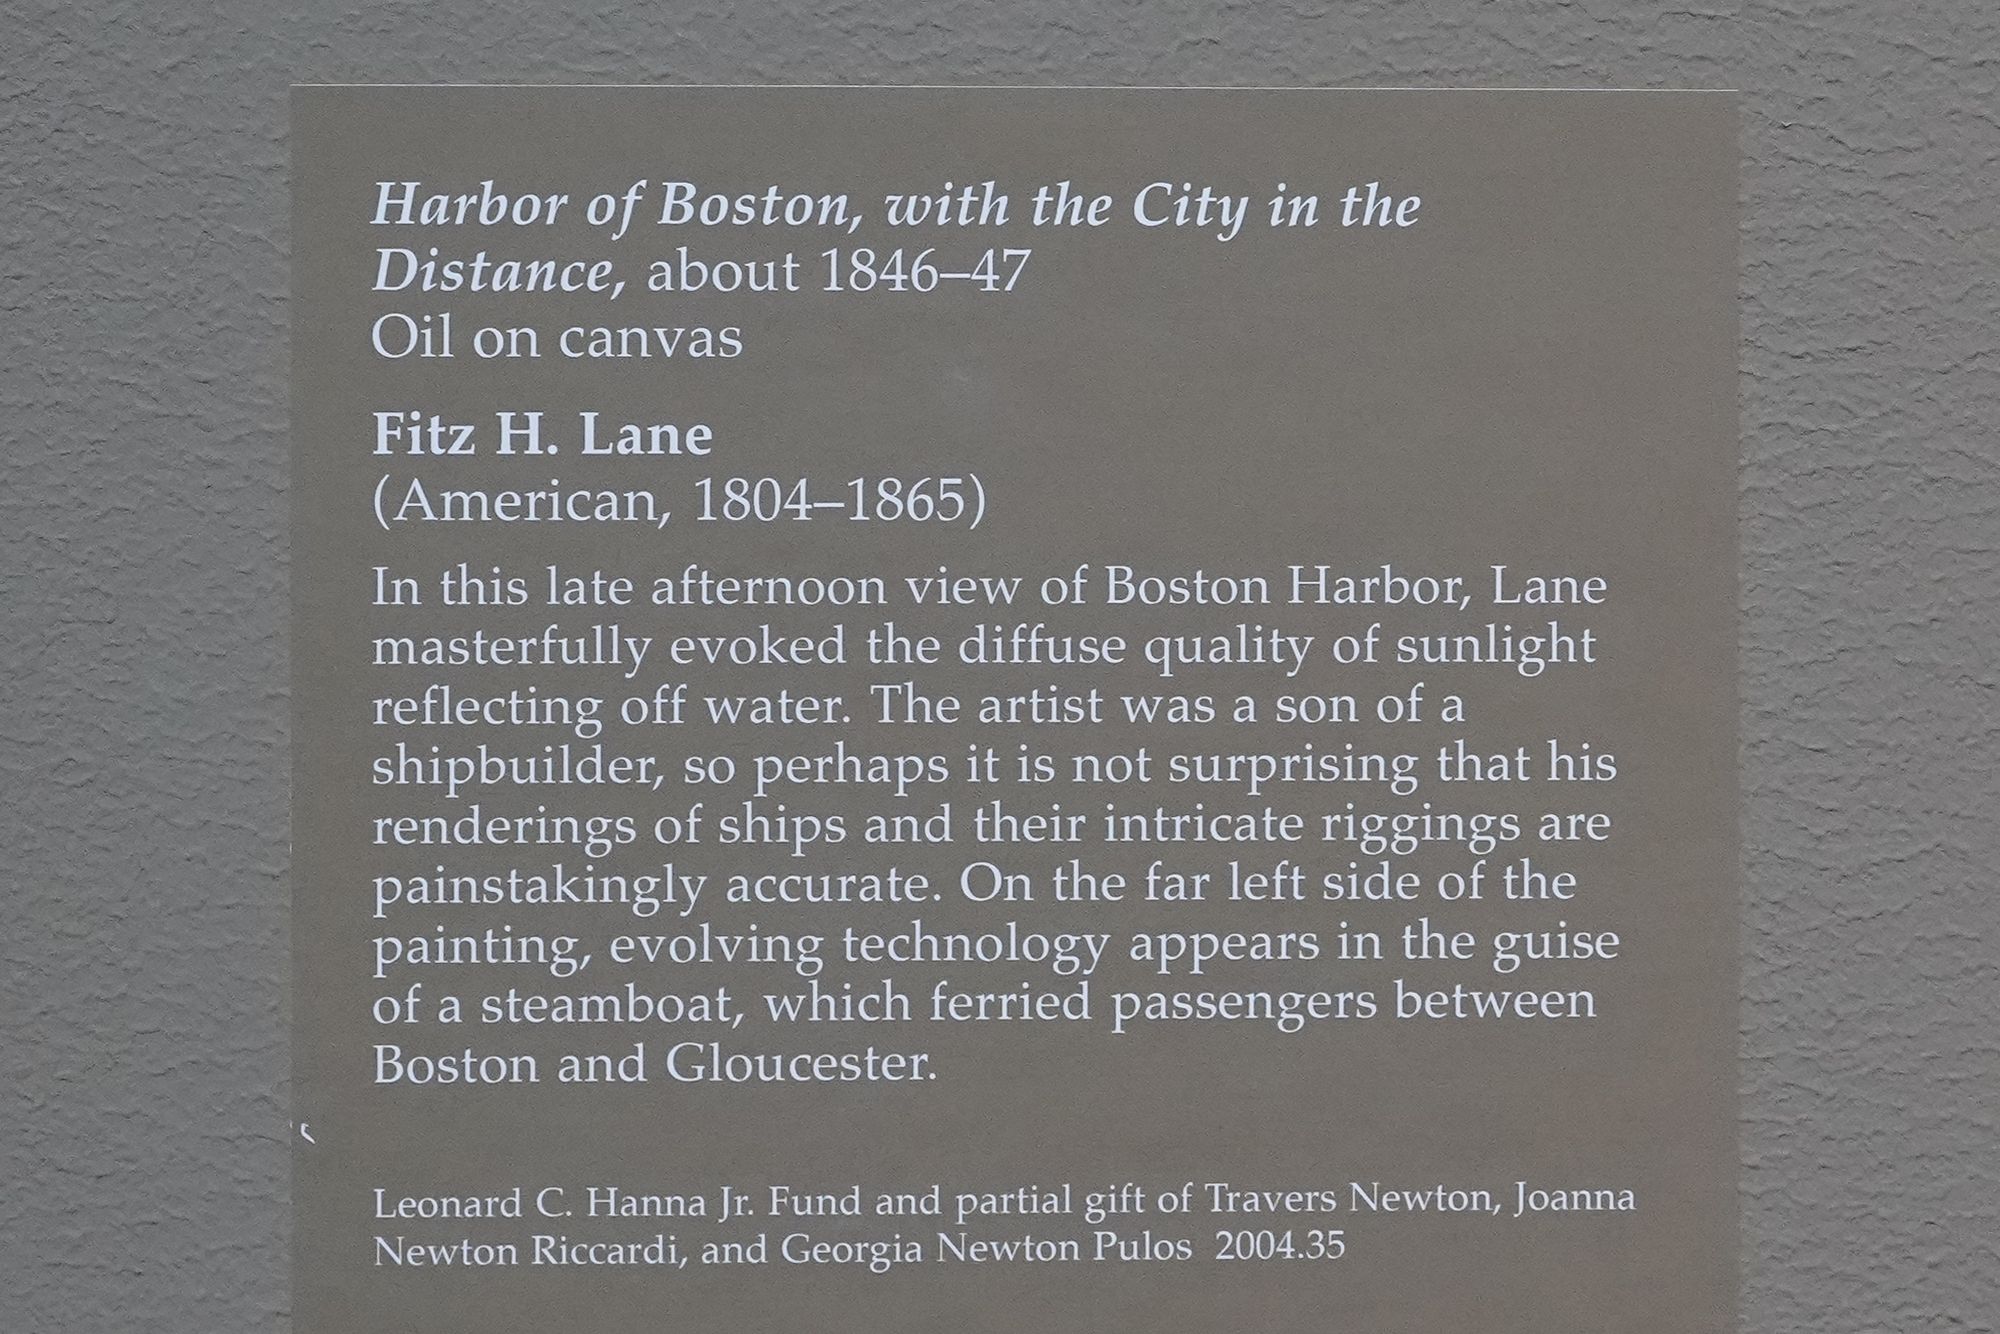 Harbor of Boston, with the City in the
Distance, about 1846–47
Oil on canvas
Fitz H. Lane
(American, 1804–1865)
In this late afternoon view of Boston Harbor, Lane
masterfully evoked the diffuse quality of sunlight
reflecting off water. The artist was a son of a
shipbuilder, so perhaps it is not surprising that his
renderings of ships and their intricate riggings are
painstakingly accurate. On the far left side of the
painting, evolving technology appears in the guise
of a steamboat, which ferried passengers between
Boston and Gloucester.
Leonard C. Hanna Jr. Fund and partial gift of Travers Newton, Joanna
Newton Riccardi, and Georgia Newton Pulos 2004.35